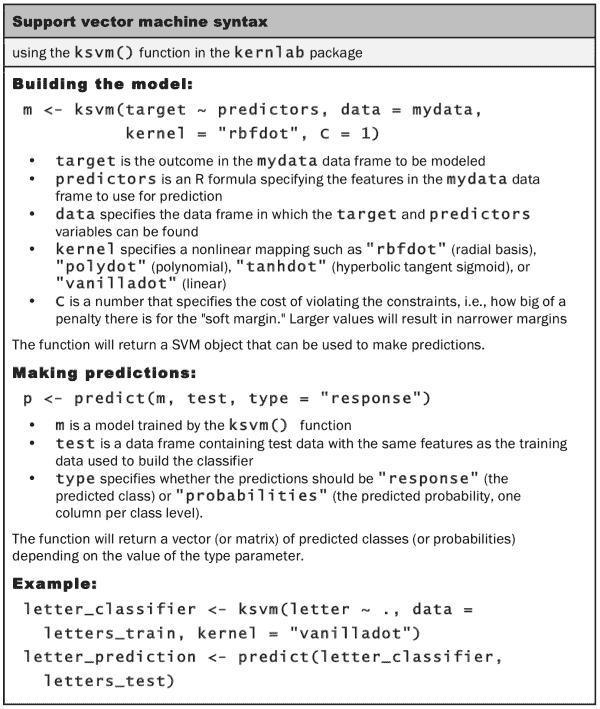 Support vector machine syntax
using the ksvm() function in the kernlab package
Building the model:
m <- ksvm(target ~ predictors, data = mydata,
kernel = "rbfdot", C = 1)
• target is the outcome in the mydata data frame to be modeled
• predictors is an R formula specifying the features in the mydata data
frame to use for prediction
• data specifies the data frame in which the target and predictors
variables can be found
• kernel specifies a nonlinear mapping such as "rbfdot" (radial basis),
"polydot" (polynomial), "tanhdot" (hyperbolic tangent sigmoid), or
"vanilladot" (linear)
• C is a number that specifies the cost of violating the constraints, i.e., how big of a
penalty there is for the "soft margin." Larger values will result in narrower margins
The function will return a SVM object that can be used to make predictions.
Making predictions:
p <- predict(m, test, type = "response")
• m is a model trained by the ksvm() function
• test is a data frame containing test data with the same features as the training
data used to build the classifier
• type specifies whether the predictions should be "response" (the
predicted class) or "probabilities" (the predicted probability, one
column per class level).
The function will return a vector (or matrix) of predicted classes (or probabilities)
depending on the value of the type parameter.
Example:
letter_classifier <- ksvm(letter ~ ., data =
letters_train, kernel = "vanilladot")
letter_prediction <- predict(letter_classifier,
letters_test)